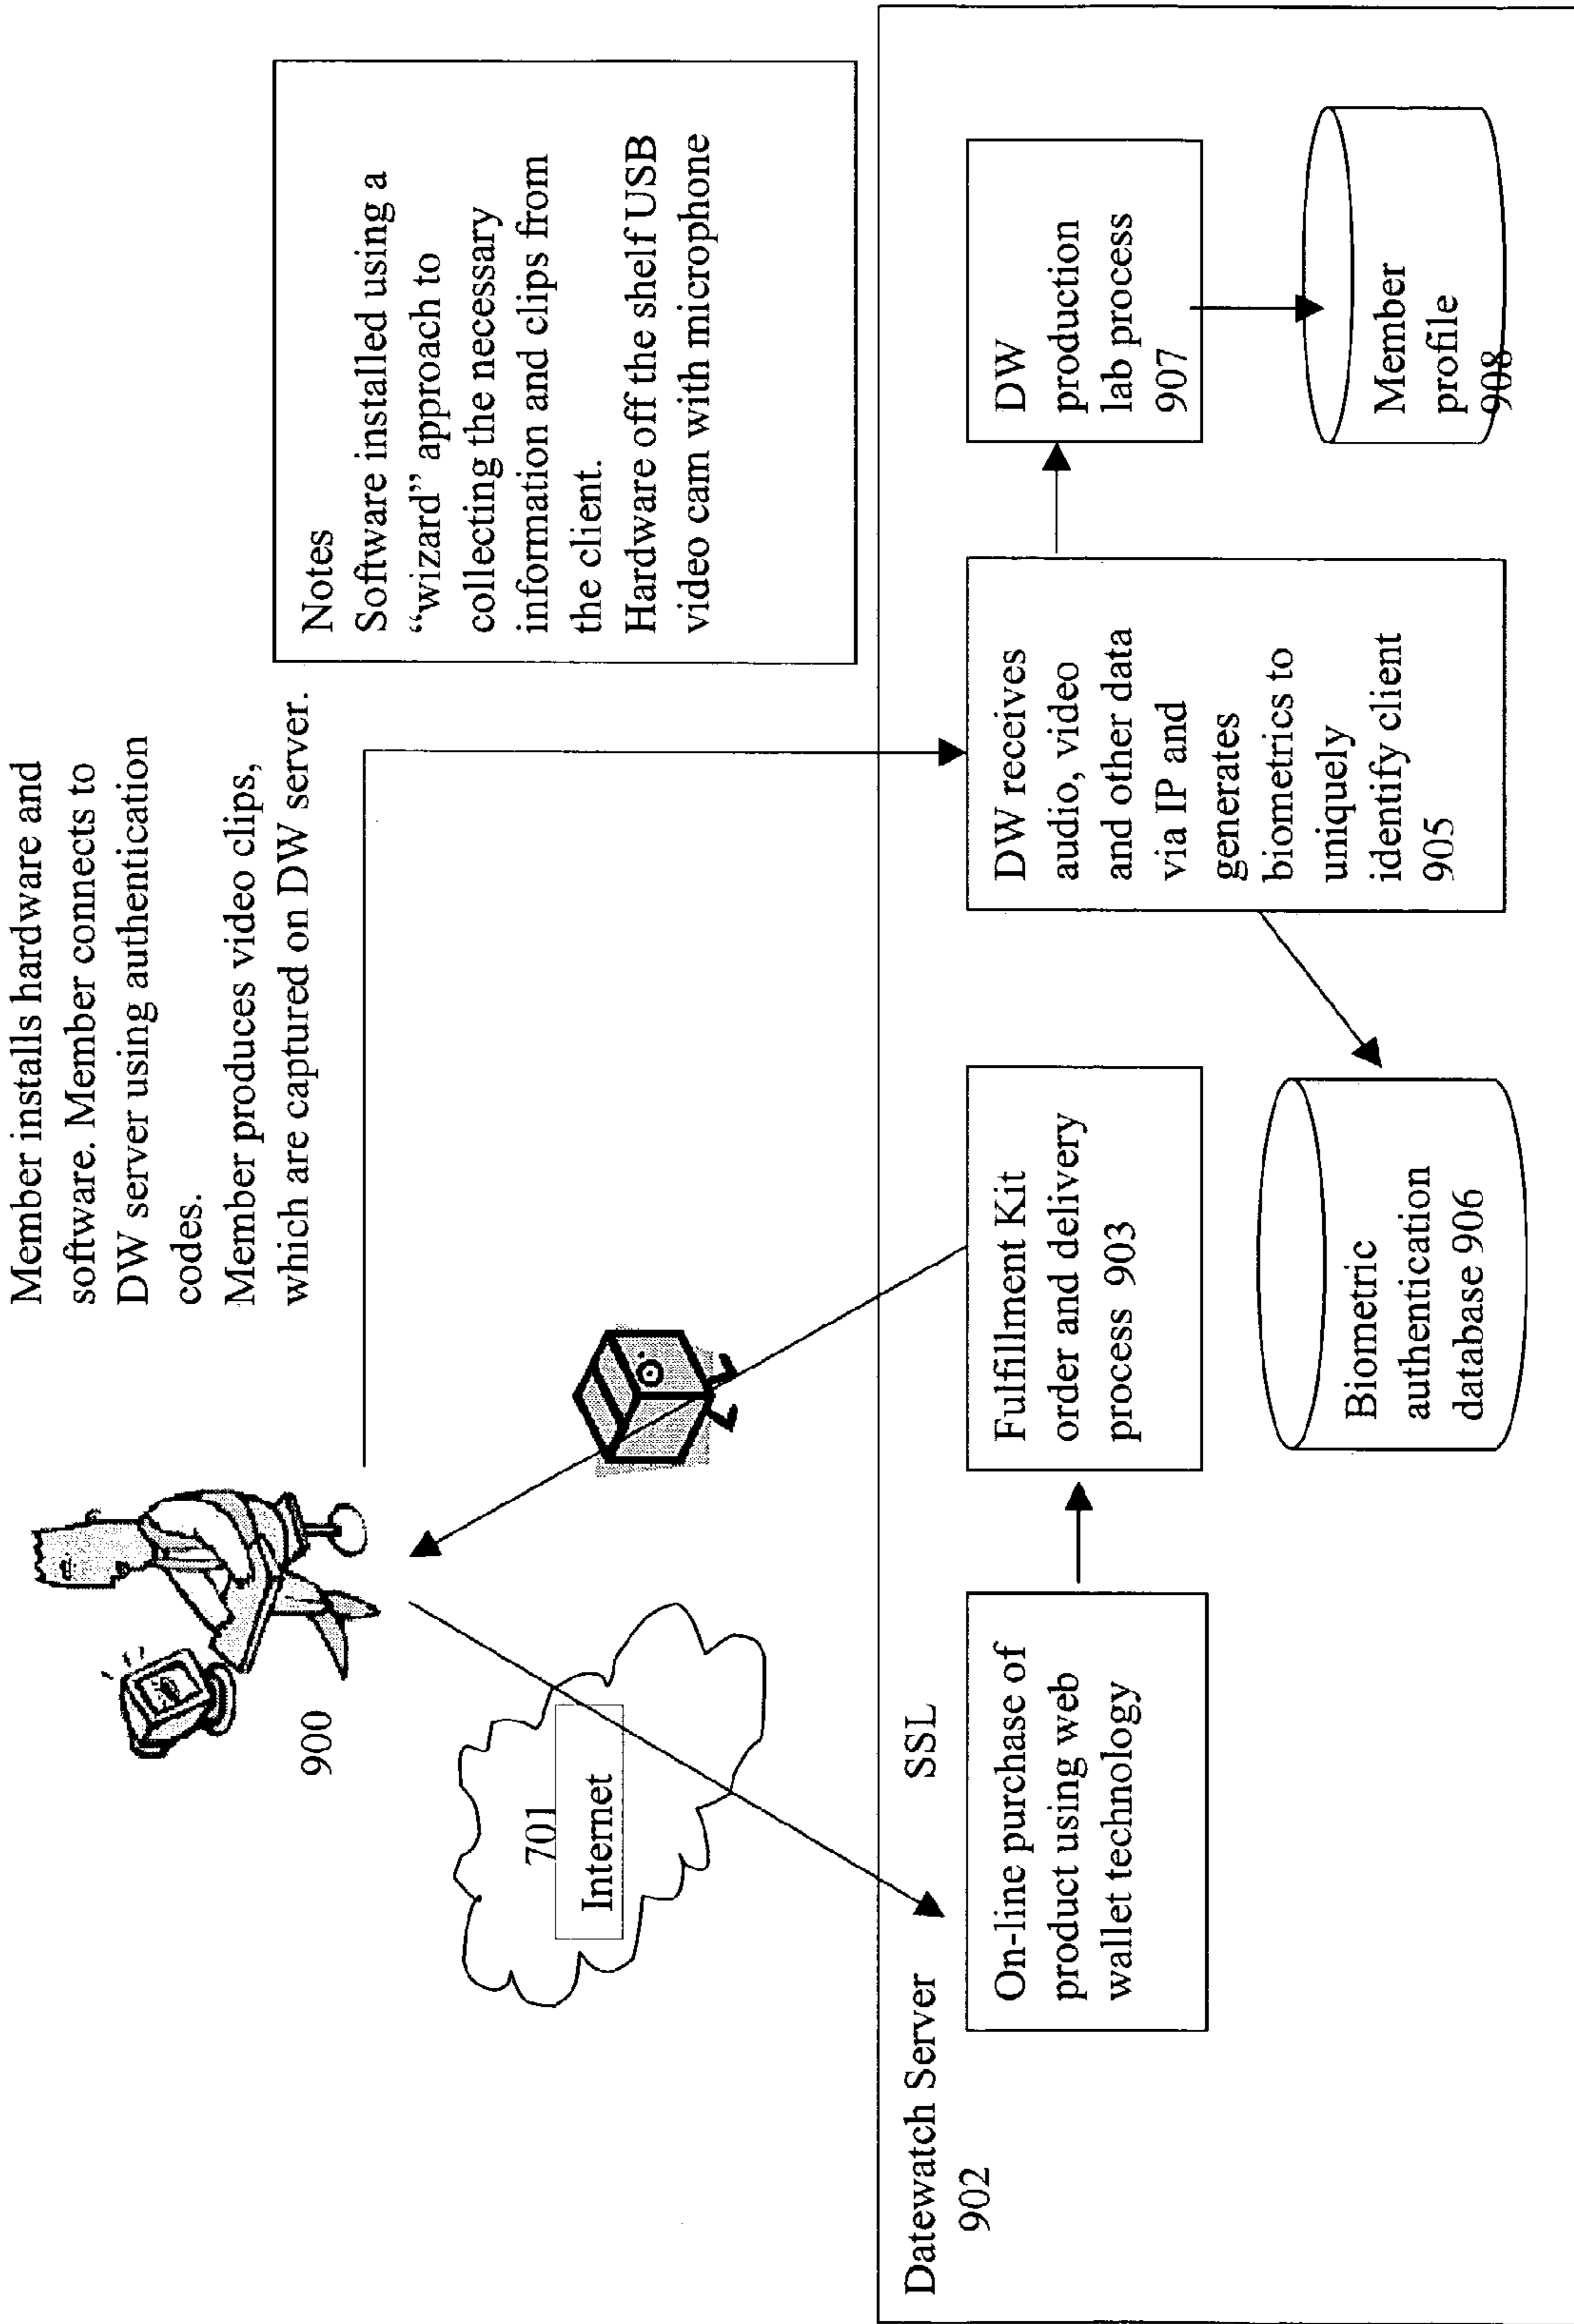 Member installs hardware and
software. Member connects to
DW server using authentication
codes.
Member produces video clips,
which are captured on DW server.
900
701
Internet
Notes
Software installed using a
“wizard” approach to
collecting the necessary
information and clips from
the client.
Hardware off the shelf USB
video cam with microphone
Datewatch Server
SSL
902
On-line purchase of
product using web
wallet technology
Fulfillment Kit
order and delivery
process 903
DW receives
audio, video
and other data
via IP and
generates
biometrics to
uniquely
identify client
905
DW
production
lab process
907
Biometric
authentication
database 906
Member
profile
908